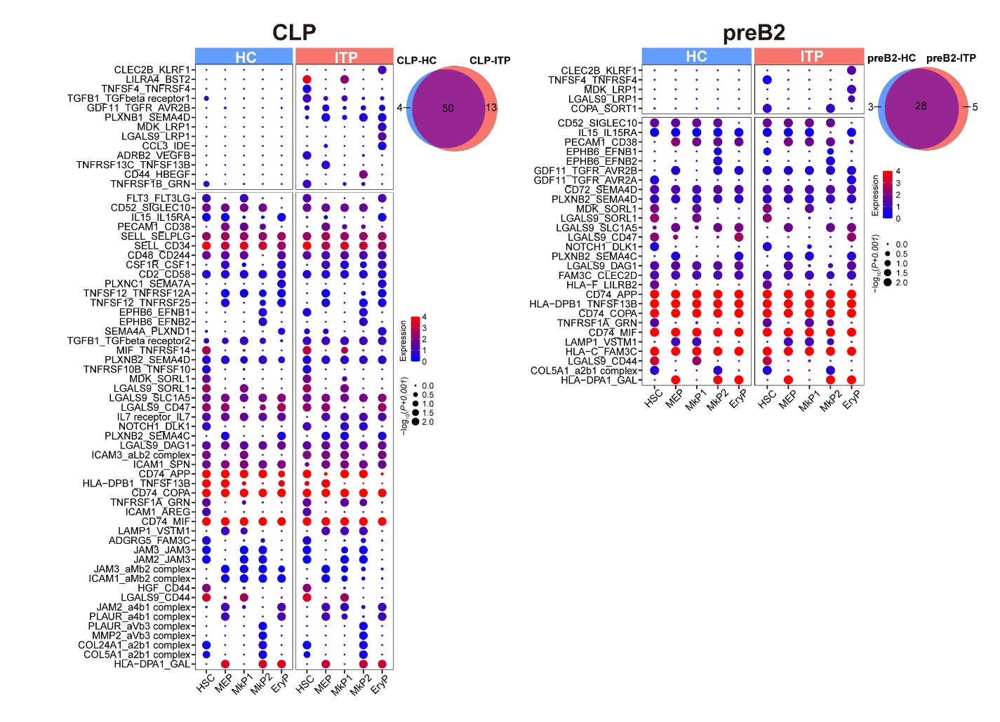 CLP
HC
ITP
CLEC2B_KLRF1
LILRA4_BST2
TNFSF4_TNFRSF4
TGFB1_TGFbeta receptor1
GDF11_TGFR_AVR2B
PLXNB1_SEMA4D
MDK_LRP1
LGALS9_LRP1
CCL3_IDE
ADRB2_VEGFB
TNFRSF13C_TNFSF13B
CD44_HBEGF
TNFRSF1B_GRN
FLT3_FLT3LG
CD52_SIGLEC10
IL15_IL15RA
PECAM1_CD38
SELL_SELPLG
SELL_CD34
CD48_CD244
CSF1R_CSF1
CD2_CD58
PLXNC1_SEMA7A
TNFSF12_TNFRSF12A
TNFSF12_TNFRSF25
EPHB6_EFNB1
EPHB6_EFNB2
SEMA4A_PLXND1
TGFB1_TGFbeta receptor2
MIF_TNFRSF14
PLXNB2_SEMA4D
TNFRSF10B_TNFSF10
MDK_SORL1
LGALS9_SORL1
LGALS9_SLC1A5
LGALS9_CD47
IL7 receptor_IL7
NOTCH1_DLK1
PLXNB2_SEMA4C
LGALS9_DAG1
ICAM3_aLb2 complex
ICAM1_SPN
CD74_APP
HLA−DPB1_TNFSF13B
CD74_COPA
TNFRSF1A_GRN
ICAM1_AREG
CD74_MIF
LAMP1_VSTM1
ADGRG5_FAM3C
JAM3_JAM3
JAM2_JAM3
JAM3_aMb2 complex
ICAM1_aMb2 complex
HGF_CD44
LGALS9_CD44
JAM2_a4b1 complex
PLAUR_a4b1 complex
PLAUR_aVb3 complex
MMP2_aVb3 complex
COL24A1_a2b1 complex
COL5A1_a2b1 complex
HLA−DPA1_GAL
HSC MEP MkP1 MkP2 EryP HSC MEP MkP1 MkP2 EryP
CLP-HC CLP-ITP
4 50 13
Expression
4
3
2
1
0
−log10(P+0.001)
0.0
0.5
1.0
1.5
2.0
preB2
HC
ITP
CLEC2B_KLRF1
TNFSF4_TNFRSF4
MDK_LRP1
LGALS9_LRP1
COPA_SORT1
CD52_SIGLEC10
IL15_IL15RA
PECAM1_CD38
EPHB6_EFNB1
EPHB6_EFNB2
GDF11_TGFR_AVR2B
GDF11_TGFR_AVR2A
CD72_SEMA4D
PLXNB2_SEMA4D
MDK_SORL1
LGALS9_SORL1
LGALS9_SLC1A5
LGALS9_CD47
NOTCH1_DLK1
PLXNB2_SEMA4C
LGALS9_DAG1
FAM3C_CLEC2D
HLA−F_LILRB2
CD74_APP
HLA−DPB1_TNFSF13B
CD74_COPA
TNFRSF1A_GRN
CD74_MIF
LAMP1_VSTM1
HLA−C_FAM3C
LGALS9_CD44
COL5A1_a2b1 complex
HLA−DPA1_GAL
HSC MEP MkP1 MkP2 EryP HSC MEP MkP1 MkP2 EryP
preB2-HC preB2-ITP
3 28 5
Expression
4
3
2
1
0
−log10(P+0.001)
0.0
0.5
1.0
1.5
2.0